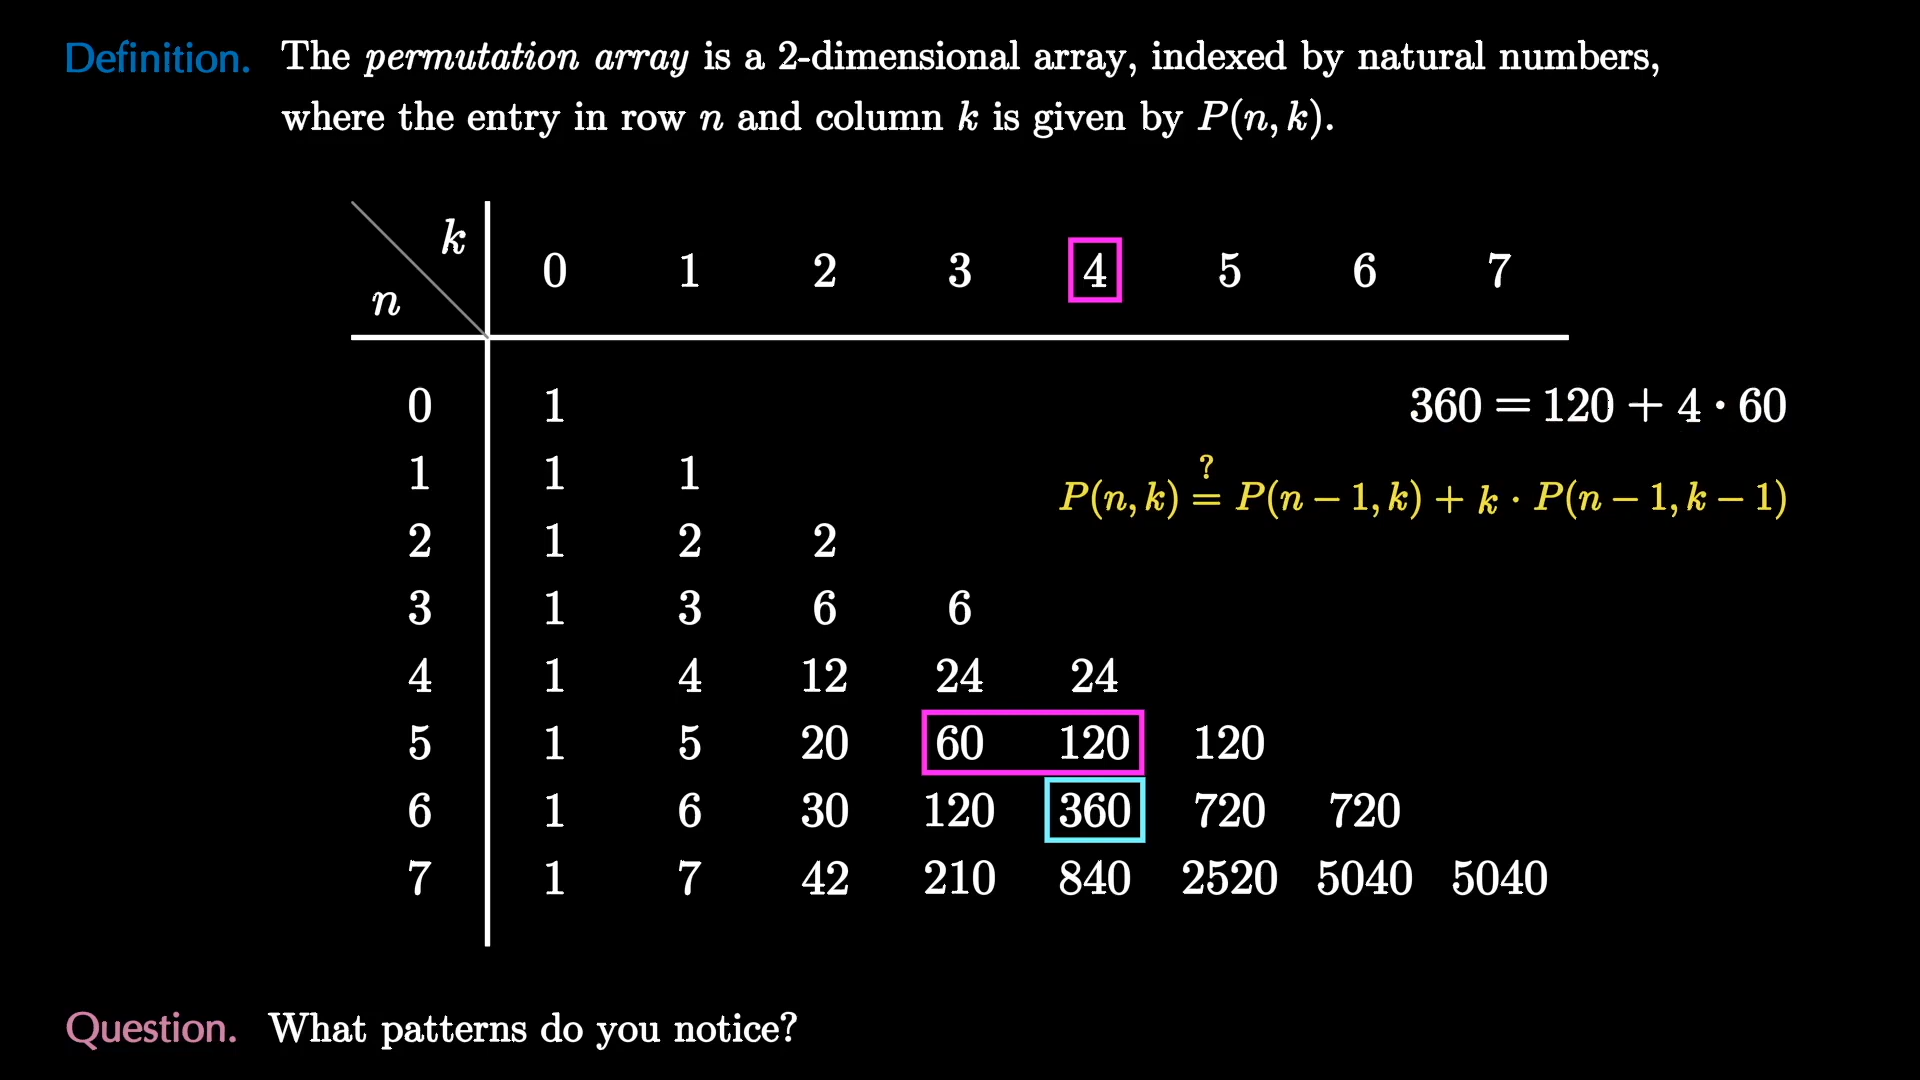 Definition. The permutation array is a 2-dimensional array, indexed by natural numbers,
where the entry in row n and column k is given by P(n, k).
k
n
0 1 2 3 4 5 6 7
0 1
360 = 120 + 4 · 60
1 1 1
P(n, k) ?= P(n − 1, k) + k · P(n − 1, k − 1)
2 1 2 2
3 1 3 6 6
4 1 4 12 24 24
5 1 5 20 60 120 120
6 1 6 30 120 360 720 720
7 1 7 42 210 840 2520 5040 5040
Question. What patterns do you notice?